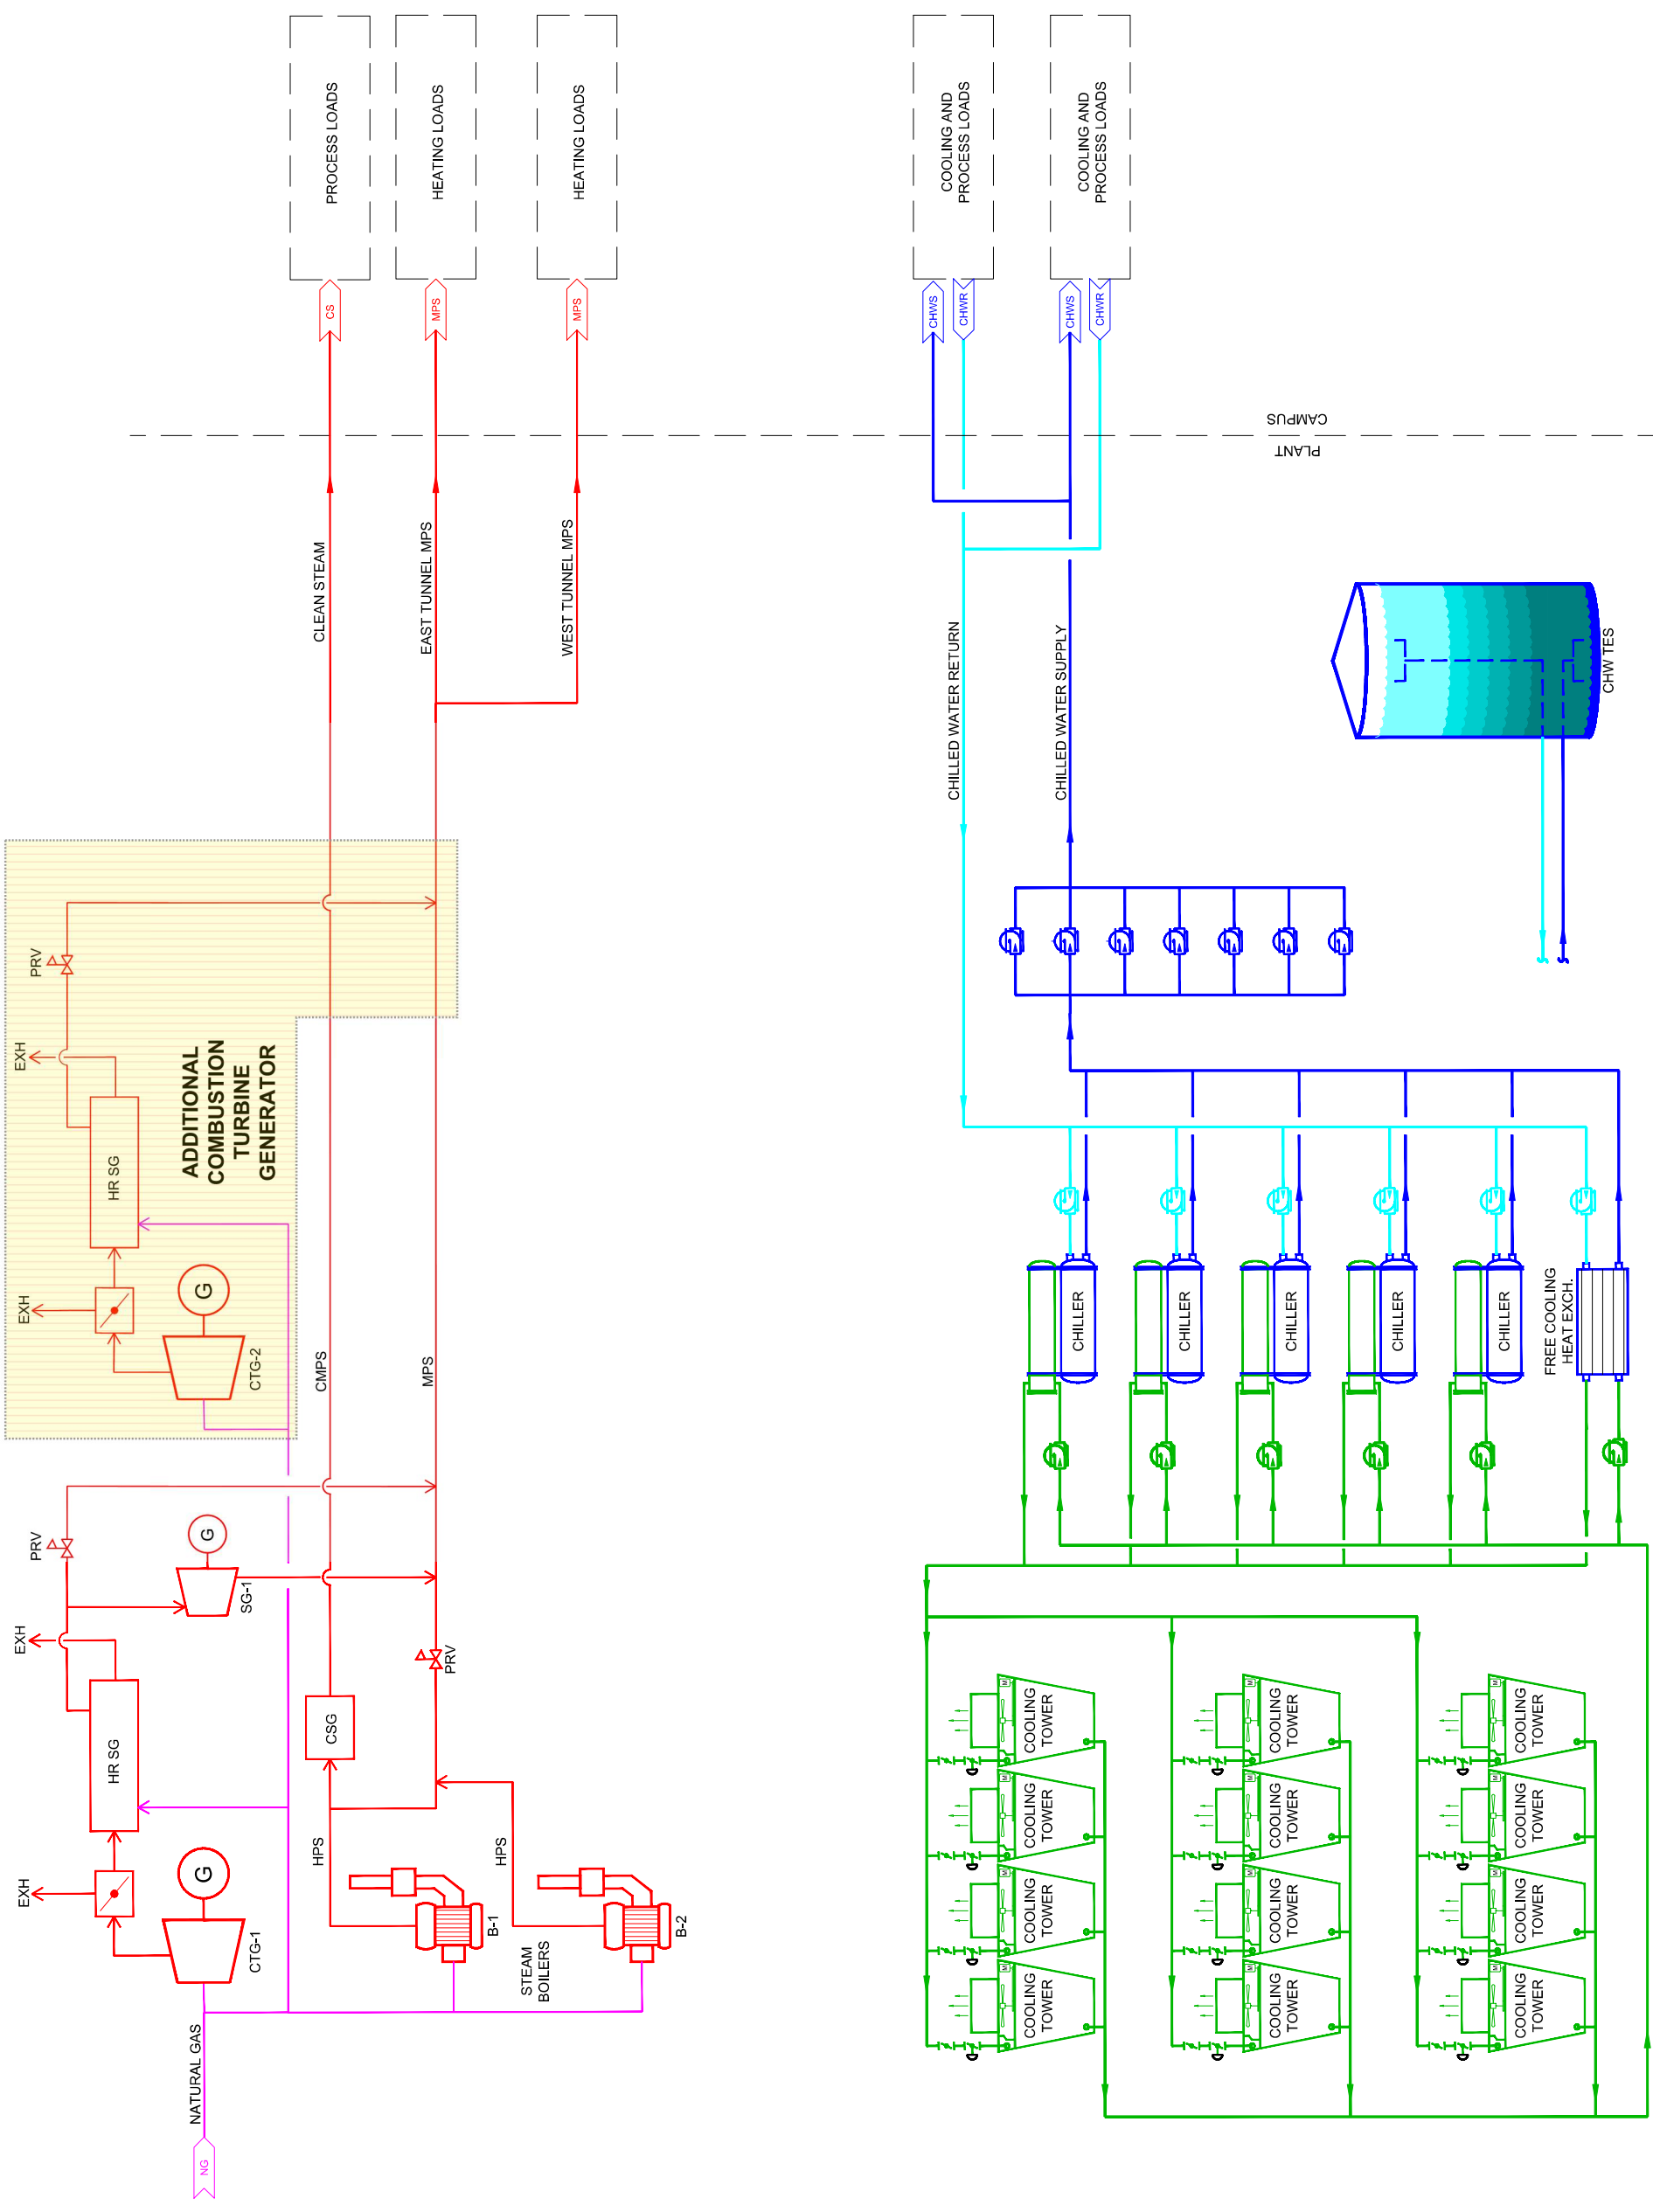 NG
NATURAL GAS
CTG-1
G
EXH
HR SG
EXH
PRV
SG-1
G
CTG-2
G
EXH
HR SG
EXH
PRV
ADDITIONAL
COMBUSTION
TURBINE
GENERATOR
STEAM
BOILERS
B-1
B-2
HPS
HPS
CSG
PRV
CMPS
MPS
CLEAN STEAM
EAST TUNNEL MPS
WEST TUNNEL MPS
CS
MPS
MPS
PROCESS LOADS
HEATING LOADS
HEATING LOADS
PLANT
CAMPUS
COOLING AND
PROCESS LOADS
COOLING AND
PROCESS LOADS
CHWS
CHWR
CHWS
CHWR
CHILLED WATER RETURN
CHILLED WATER SUPPLY
CHW TES
CHILLER
CHILLER
CHILLER
CHILLER
CHILLER
FREE COOLING
HEAT EXCH.
COOLING
TOWER
M
COOLING
TOWER
M
COOLING
TOWER
M
COOLING
TOWER
M
COOLING
TOWER
M
COOLING
TOWER
M
COOLING
TOWER
M
COOLING
TOWER
M
COOLING
TOWER
M
COOLING
TOWER
M
COOLING
TOWER
M
COOLING
TOWER
M